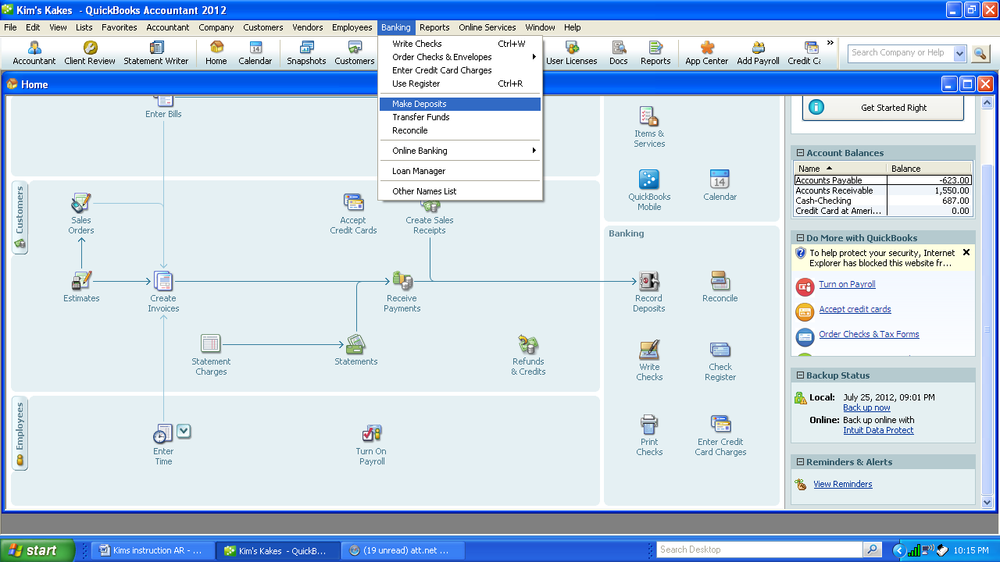 Kim's Kakes - QuickBooks Accountant 2012
File Edit View Lists Favorites Accountant Company Customers Vendors Employees Banking Reports Online Services Window Help
Accountant Client Review Statement Writer Home Calendar Snapshots Customers User Licenses Docs Reports App Center Add Payroll Credit Ca
Search Company or Help
Write Checks Ctrl+W
Order Checks & Envelopes
Enter Credit Card Charges
Use Register Ctrl+R
Make Deposits
Transfer Funds
Reconcile
Online Banking
Loan Manager
Other Names List
Home
Enter Bills
Customers
Sales
Orders
Accept
Credit Cards
Create Sales
Receipts
Estimates
Create
Invoices
Receive
Payments
Statement
Charges
Statements
Refunds
& Credits
Employees
Enter
Time
Turn On
Payroll
Items &
Services
QuickBooks
Mobile
14
Calendar
Banking
Record
Deposits
Reconcile
Write
Checks
Check
Register
Print
Checks
Enter Credit
Card Charges
Get Started Right
Account Balances
Name Balance
Accounts Payable -623.00
Accounts Receivable 1,550.00
Cash-Checking 687.00
Credit Card at Ameri... 0.00
Do More with QuickBooks
To help protect your security, Internet
Explorer has blocked this website fr...
Turn on Payroll
Accept credit cards
Order Checks & Tax Forms
Backup Status
Local: July 25, 2012, 09:01 PM
Back up now
Online: Back up online with
Intuit Data Protect
Reminders & Alerts
View Reminders
start
Kims instruction AR - ...
Kim's Kakes - QuickB...
(19 unread) att.net ...
Search Desktop
10:15 PM